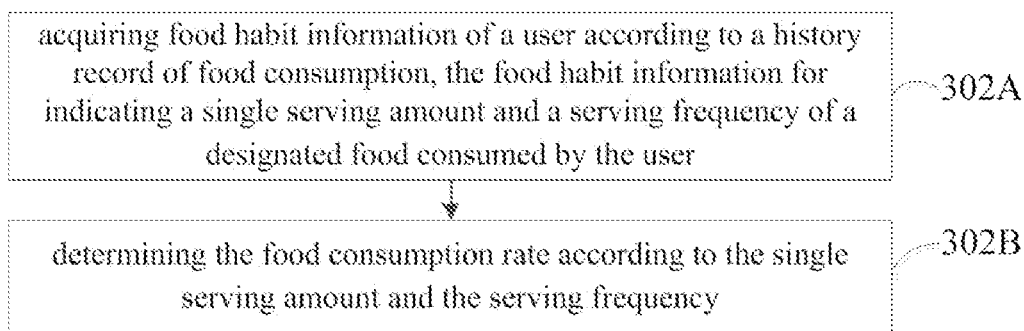 acquiring food habit information of a user according to a history
record of food consumption, the food habit information for
indicating a single serving amount and a serving frequency of a
designated food consumed by the user
302A
determining the food consumption rate according to the single
serving amount and the serving frequency
302B